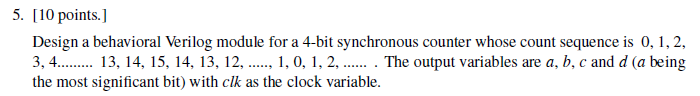 5. [10 points.]
Design a behavioral Verilog module for a 4-bit synchronous counter whose count sequence is 0, 1, 2,
3, 4......... 13, 14, 15, 14, 13, 12, ....., 1, 0, 1, 2, ...... . The output variables are a, b, c and d (a being
the most significant bit) with clk as the clock variable.